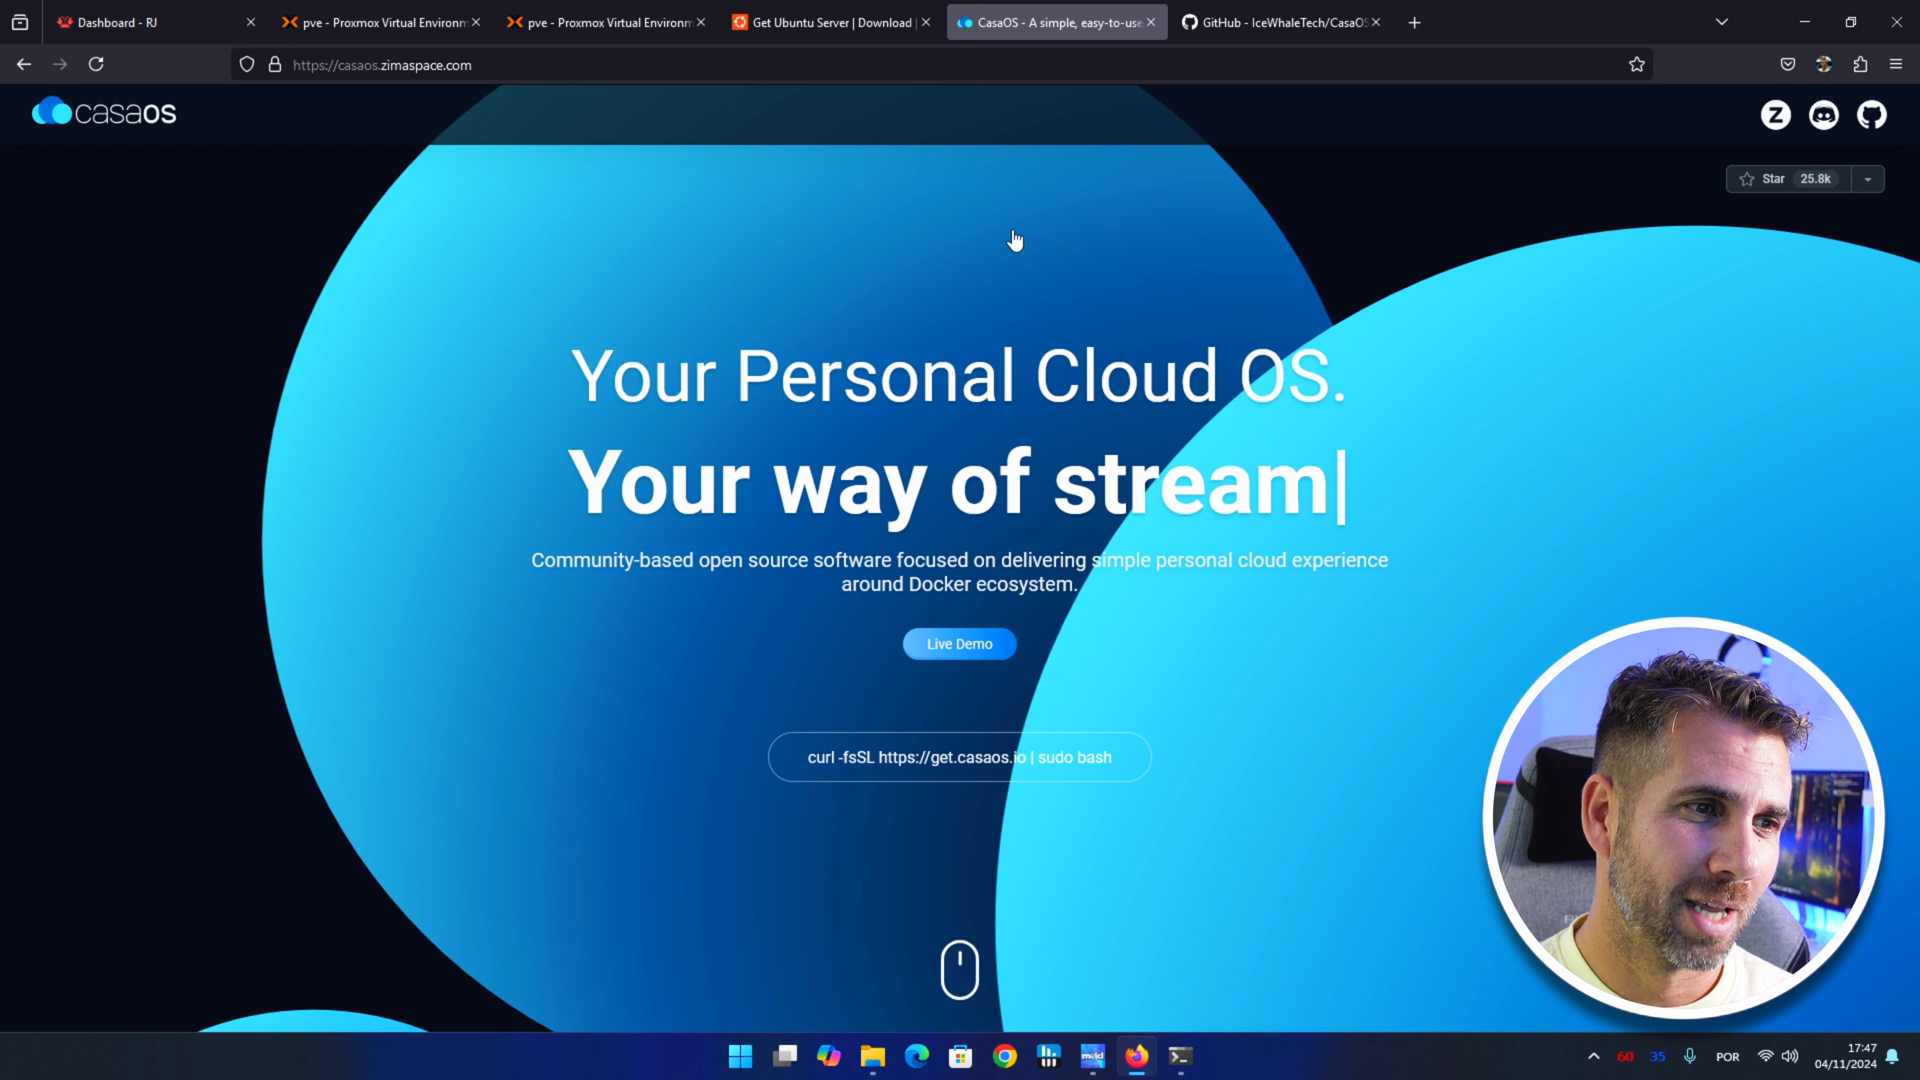 Dashboard - RJ
pve - Proxmox Virtual Environm
pve - Proxmox Virtual Environm
Get Ubuntu Server | Download
CasaOS - A simple, easy-to-use
GitHub - IceWhaleTech/CasaOS
https://casaos.zimaspace.com
casaOS
Z
Star 25.8k
Your Personal Cloud OS.
Your way of stream|
Community-based open source software focused on delivering simple personal cloud experience
around Docker ecosystem.
Live Demo
curl -fsSL https://get.casaos.io | sudo bash
60
35
POR
17:47
04/11/2024